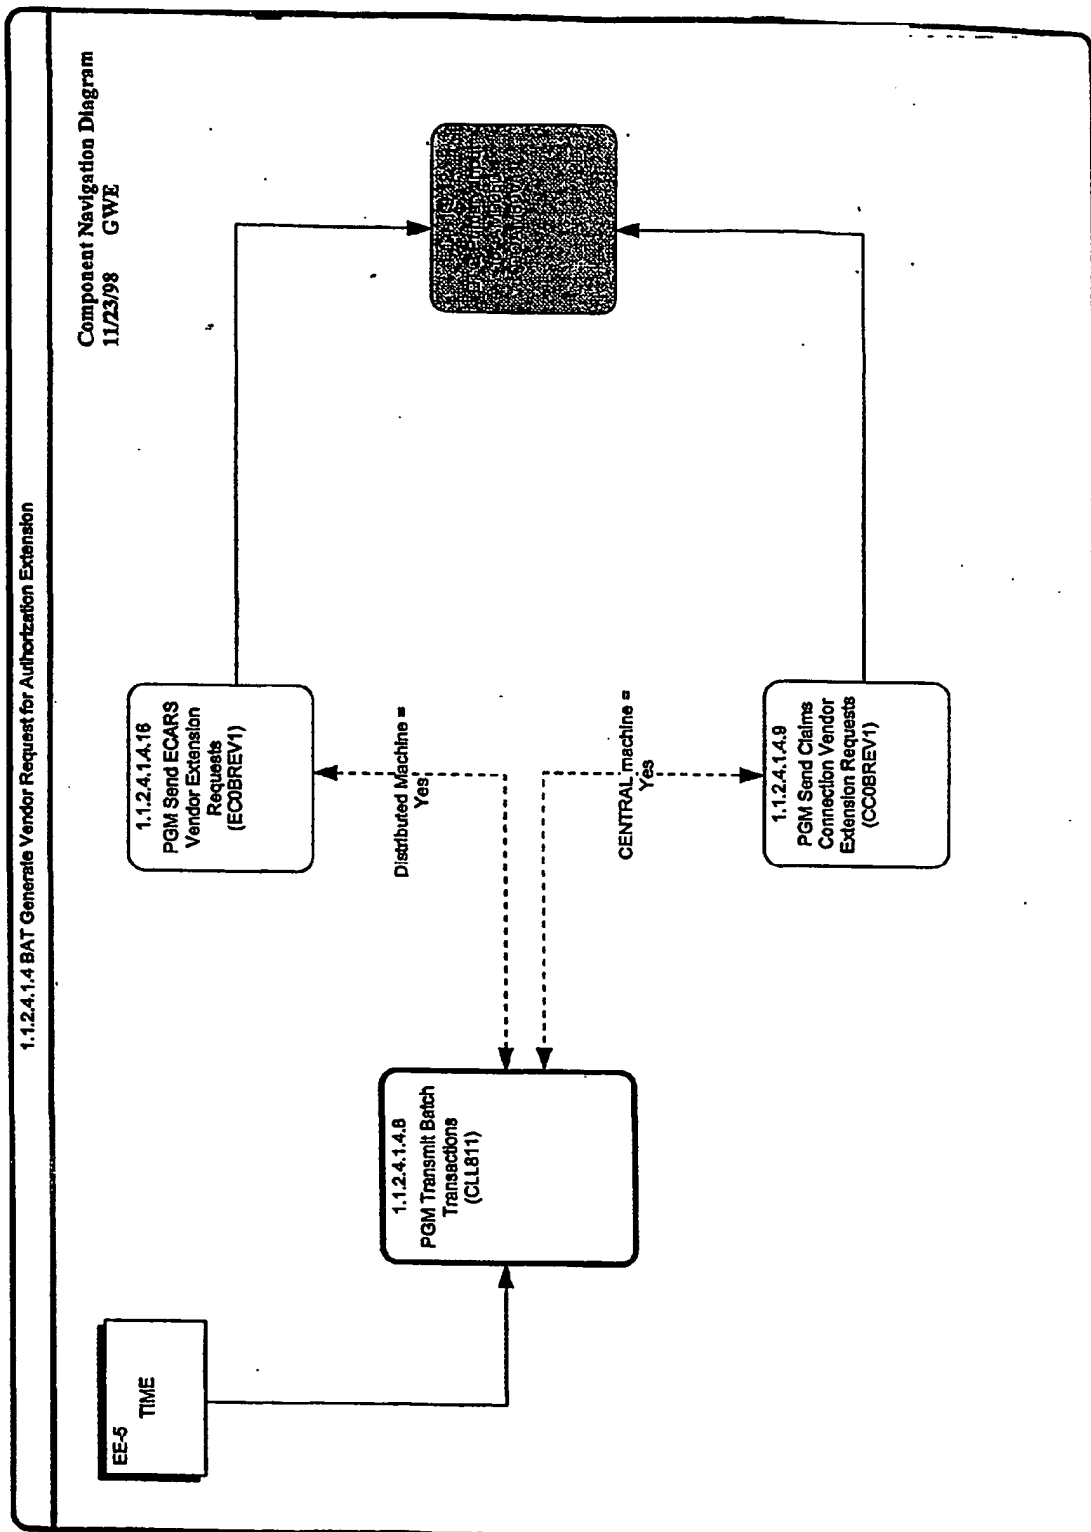 1.1.2.4.1.4 BAT Generate Vendor Request for Authorization Extension
Component Navigation Diagram
11/23/98 GWE
EE-5
TIME
1.1.2.4.1.4.8
PGM Transmit Batch
Transactions
(CLL811)
Distributed Machine =
Yes
CENTRAL machine =
Yes
1.1.2.4.1.4.16
PGM Send ECARS
Vendor Extension
Requests
(EC0BREV1)
1.1.2.4.1.4.9
PGM Send Claims
Connection Vendor
Extension Requests
(CC0BREV1)